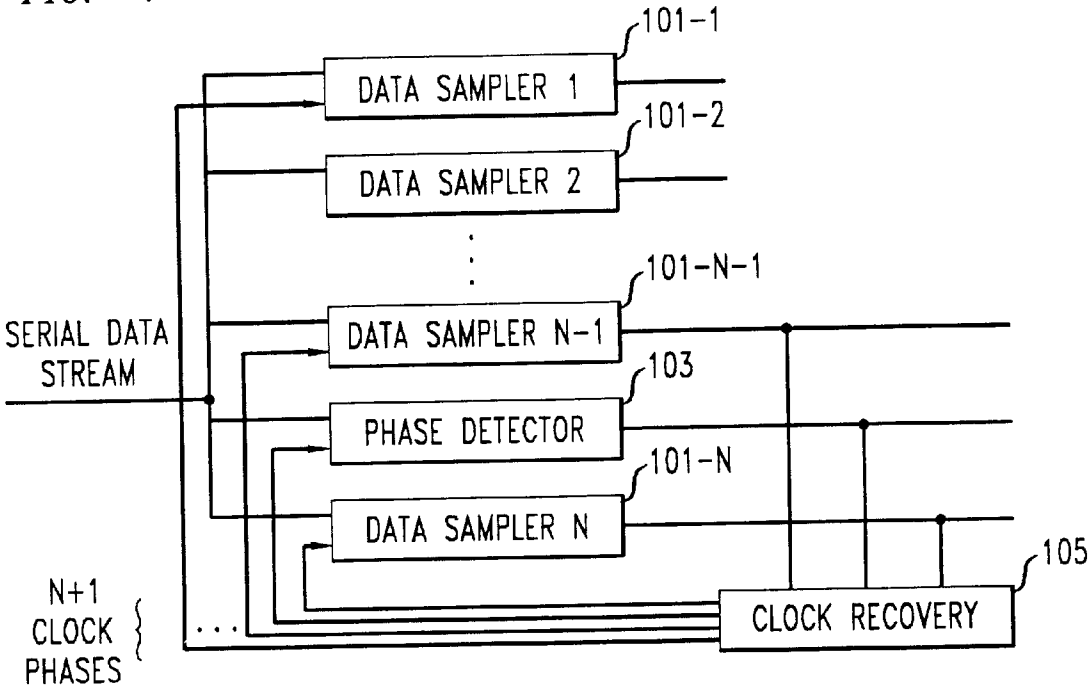 101-1
DATA SAMPLER 1
101-2
DATA SAMPLER 2
101-N-1
DATA SAMPLER N-1
SERIAL DATA
STREAM
103
PHASE DETECTOR
101-N
DATA SAMPLER N
105
CLOCK RECOVERY
N+1
CLOCK
PHASES